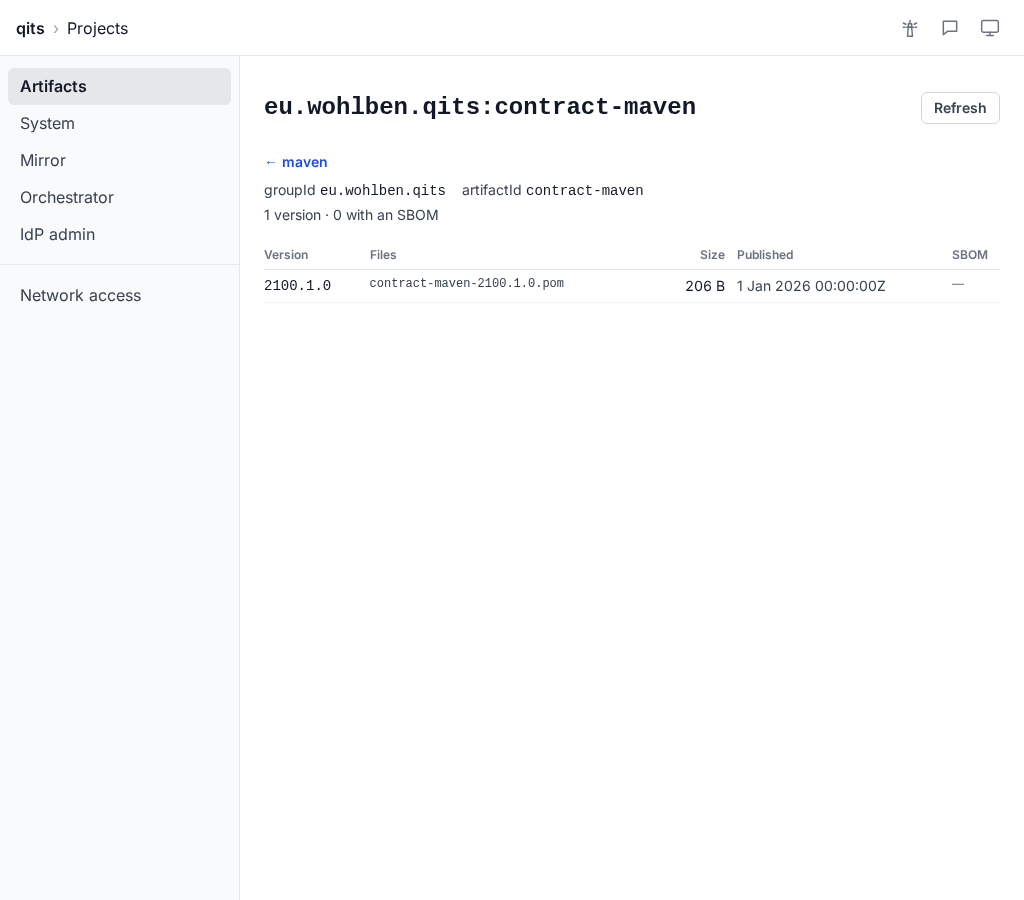 qits › Projects
Artifacts
System
Mirror
Orchestrator
IdP admin
Network access
eu.wohlben.qits:contract-maven
Refresh
← maven
groupId eu.wohlben.qits artifactId contract-maven
1 version · 0 with an SBOM
Version Files Size Published SBOM
2100.1.0 contract-maven-2100.1.0.pom 206 B 1 Jan 2026 00:00:00Z —